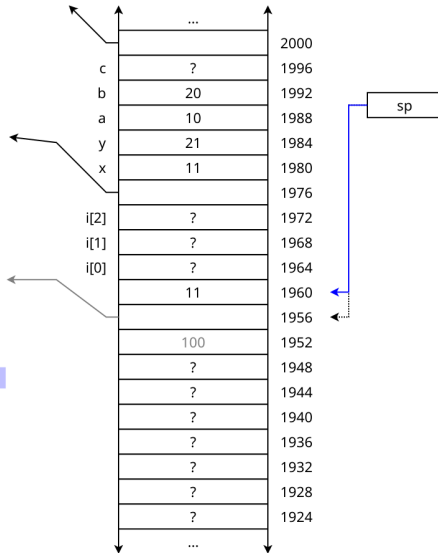 ...
2000
c ? 1996
b 20 1992
sp
a 10 1988
y 21 1984
x 11 1980
1976
i[2] ? 1972
i[1] ? 1968
i[0] ? 1964
11 1960
1956
100 1952
? 1948
? 1944
? 1940
? 1936
? 1932
? 1928
? 1924
...